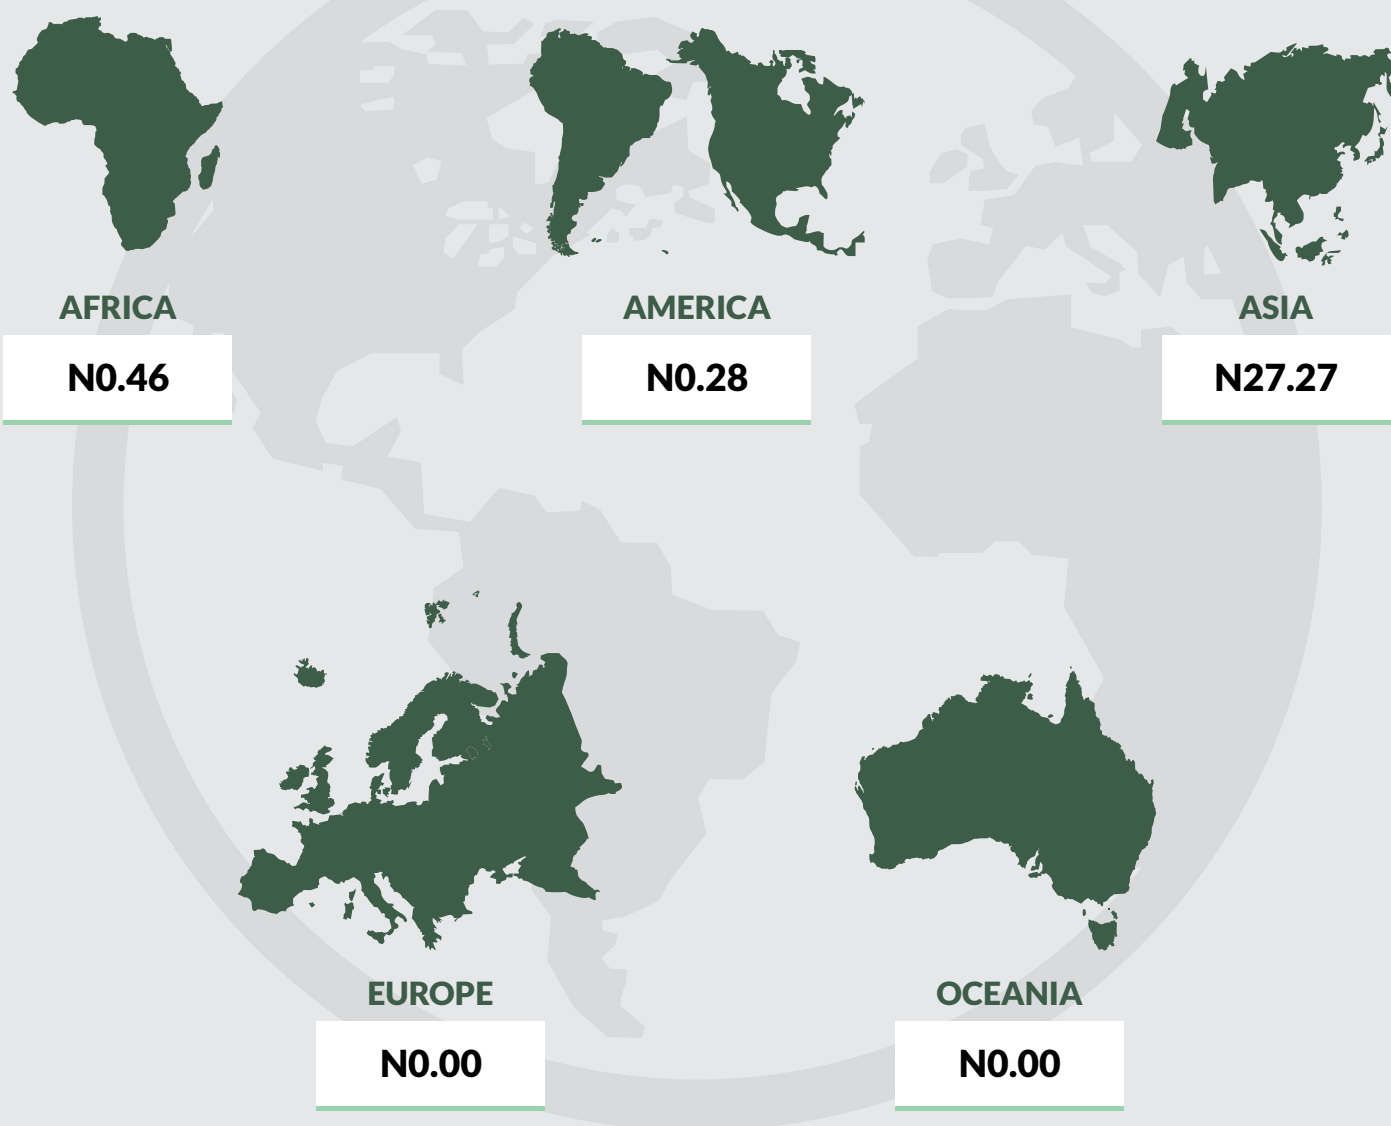 AFRICA
N0.46
AMERICA
N0.28
ASIA
N27.27
EUROPE
N0.00
OCEANIA
N0.00